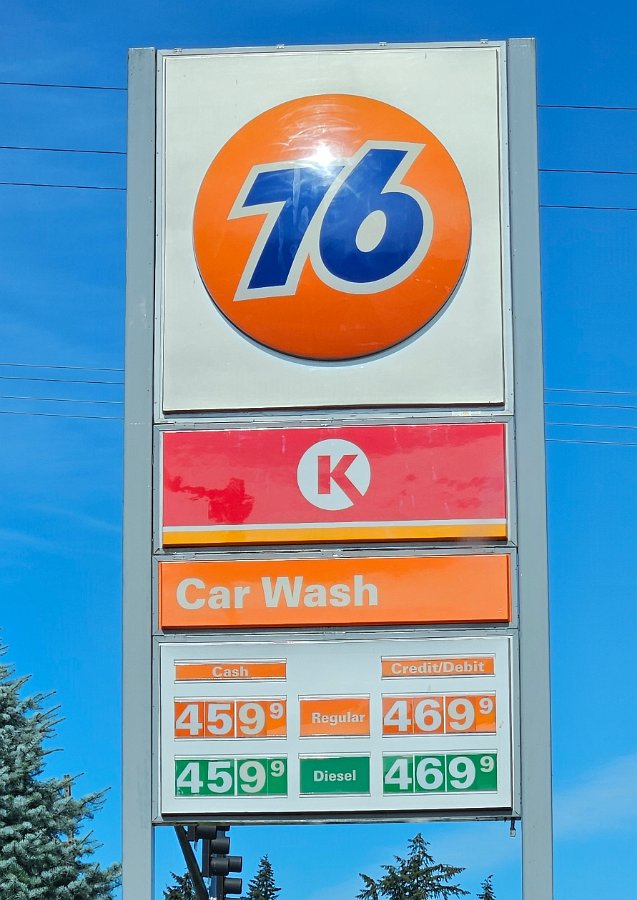 76
K
Car Wash
Cash Credit/Debit
459 9 Regular 469 9
459 9 Diesel 469 9